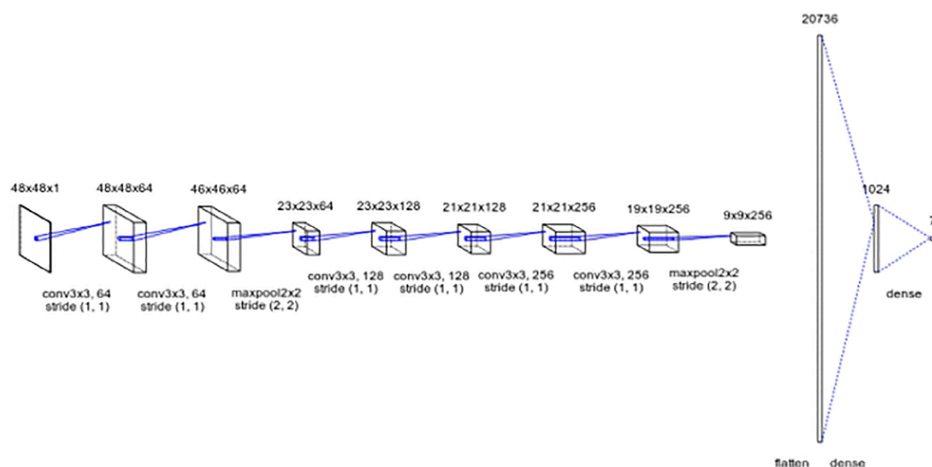 20736
48x48x1
48x48x64
46x46x64
1024
23x23x64
23x23x128
21x21x128
21x21x256
19x19x256
9x9x256
7
conv3x3, 64
stride (1, 1)
conv3x3, 64
stride (1, 1)
maxpool2x2
stride (2, 2)
conv3x3, 128
stride (1, 1)
conv3x3, 128
stride (1, 1)
conv3x3, 256
stride (1, 1)
conv3x3, 256
stride (1, 1)
maxpool2x2
stride (2, 2)
dense
flatten
dense